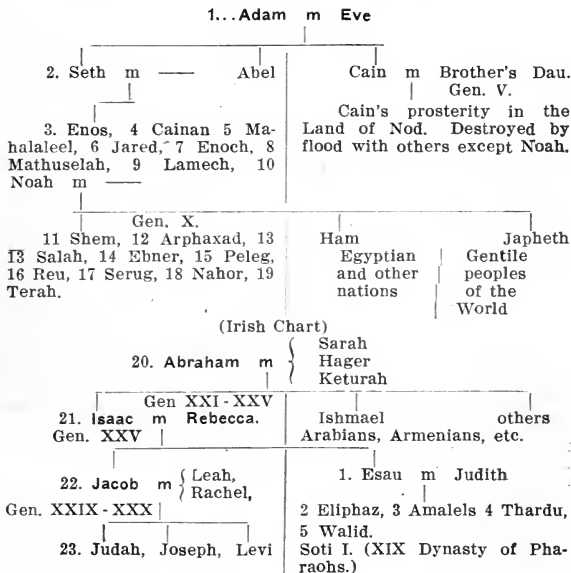 1...Adam m Eve
2. Seth m — Abel
Cain m Brother's Dau.
Gen. V.
3. Enos, 4 Cainan 5 Ma-
halaleel, 6 Jared, 7 Enoch, 8
Mathuselah, 9 Lamech, 10
Noah m —
Cain's prosterity in the
Land of Nod. Destroyed by
flood with others except Noah.
Gen. X.
11 Shem, 12 Arphaxad, 13
13 Salah, 14 Ebner, 15 Peleg,
16 Reu, 17 Serug, 18 Nahor, 19
Terah.
Ham
Egyptian
and other
nations
Japheth
Gentile
peoples
of the
World
(Irish Chart)
20. Abraham m
Sarah
Hager
Keturah
Gen XXI - XXV
21. Isaac m Rebecca.
Gen. XXV
Ishmael others
Arabians, Armenians, etc.
22. Jacob m
Leah,
Rachel,
Gen. XXIX - XXX
23. Judah, Joseph, Levi
1. Esau m Judith
2 Eliphaz, 3 Amalels 4 Thardu,
5 Walid.
Soti I. (XIX Dynasty of Pha-
raohs.)